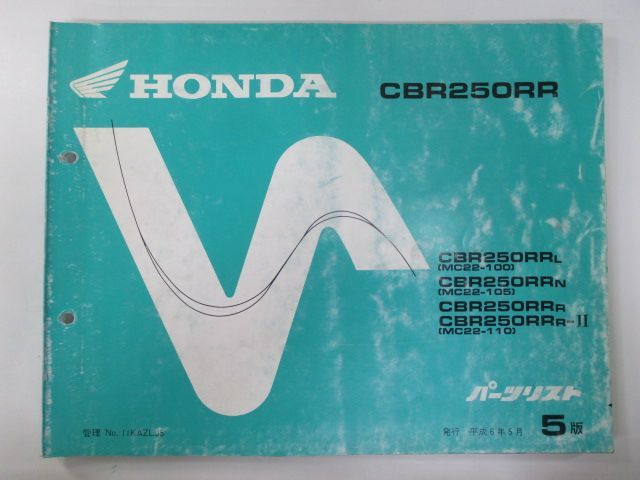 HONDA
CBR250RR
CBR250RRL
(MC22-100)
CBR250RRN
(MC22-105)
CBR250RRR
CBR250RRR-II
(MC22-110)
パーツリスト
管理 No. 11KAZLJ5
発行 平成6年5月
5版